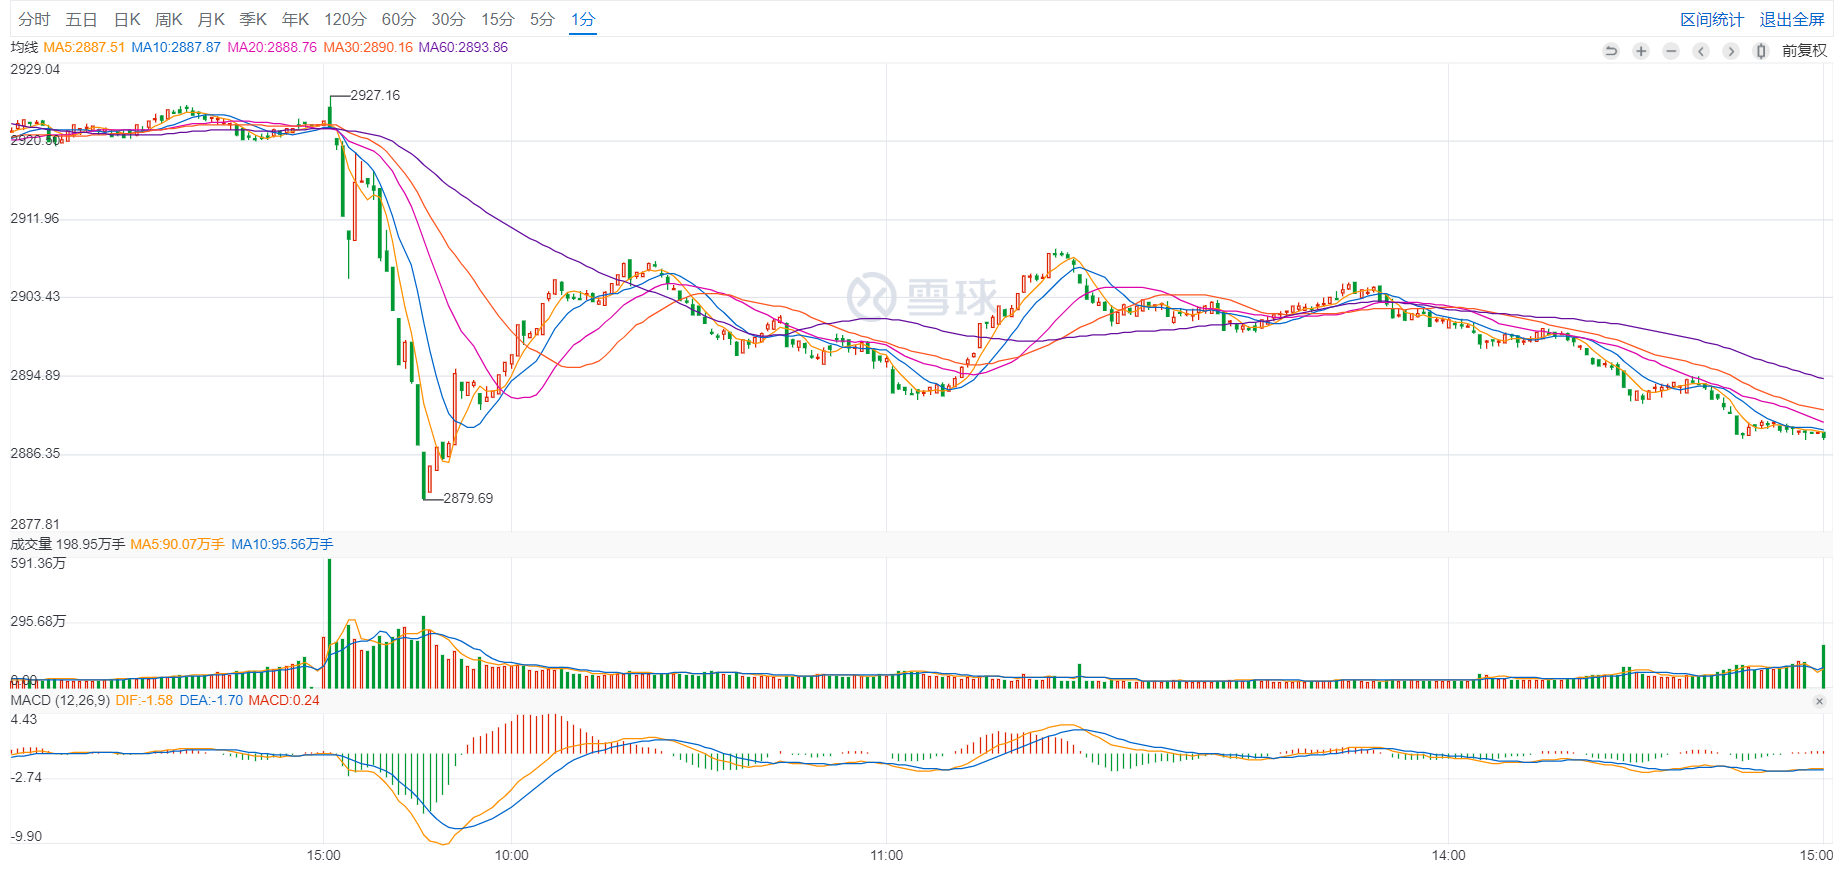 分时 五日 日K 周K 月K 季K 年K 120分 60分 30分 15分 5分 1分 区间统计 退出全屏
均线 MA5:2887.51 MA10:2887.87 MA20:2888.76 MA30:2890.16 MA60:2893.86 前复权
2929.04
2927.16
2920.50
2911.96
雪球
2903.43
2894.89
2886.35
2879.69
2877.81
成交量 198.95万手 MA5:90.07万手 MA10:95.56万手
591.36万
295.68万
0.00
MACD (12,26,9) DIF:-1.58 DEA:-1.70 MACD:0.24
4.43
-2.74
-9.90
15:00 10:00 11:00 14:00 15:00